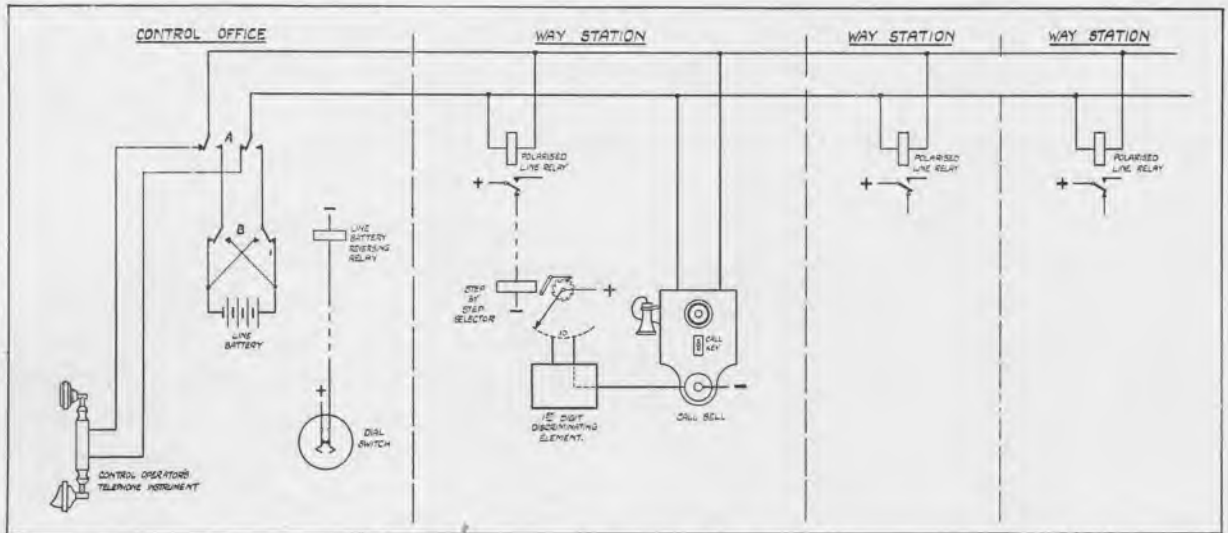 CONTROL OFFICE
WAY STATION
WAY STATION
WAY STATION
A
POLARISED
LINE RELAY
+
POLARISED
LINE RELAY
+
POLARISED
LINE RELAY
+
B
-
LINE
BATTERY
REVERSING
RELAY
STEP
BY
STEP
SELECTOR
+
-
10
CALL
KEY
LINE
BATTERY
+
DIAL
SWITCH
1ST DIGIT
DISCRIMINATING
ELEMENT.
-
CALL BELL
CONTROL OPERATOR'S
TELEPHONE INSTRUMENT